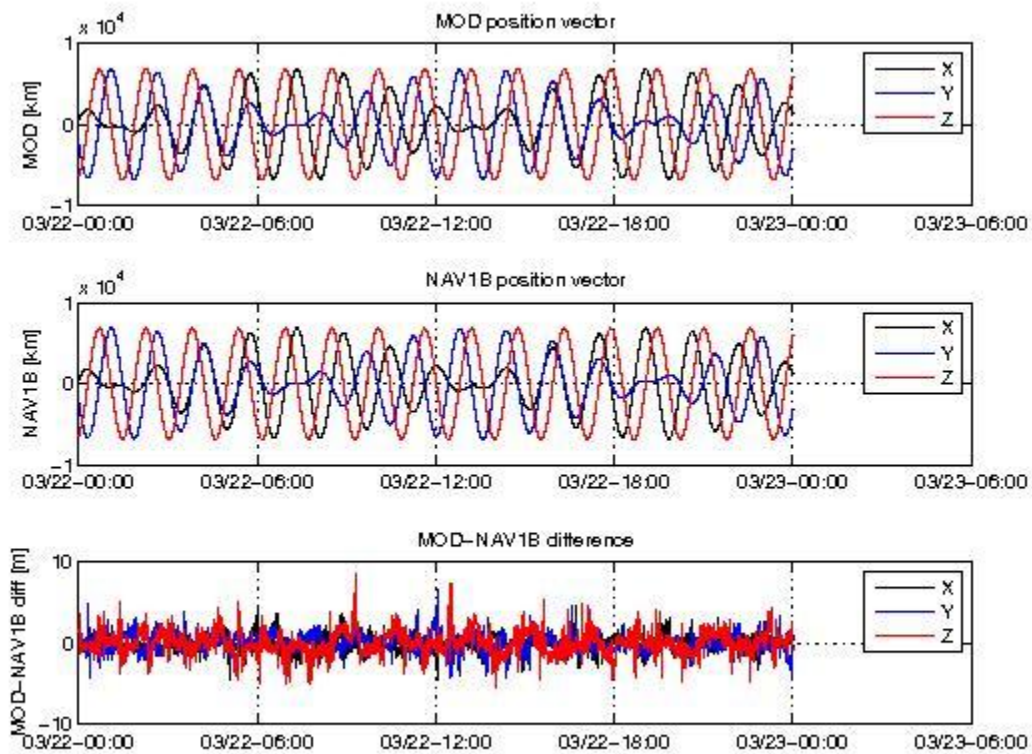 MOD position vector
x 10⁴
1
0
−1
MOD [km]
X
Y
Z
03/22−00:00 03/22−06:00 03/22−12:00 03/22−18:00 03/23−00:00 03/23−06:00
NAV1B position vector
x 10⁴
1
0
−1
NAV1B [km]
X
Y
Z
03/22−00:00 03/22−06:00 03/22−12:00 03/22−18:00 03/23−00:00 03/23−06:00
MOD−NAV1B difference
10
0
−10
MOD−NAV1B diff [m]
X
Y
Z
03/22−00:00 03/22−06:00 03/22−12:00 03/22−18:00 03/23−00:00 03/23−06:00